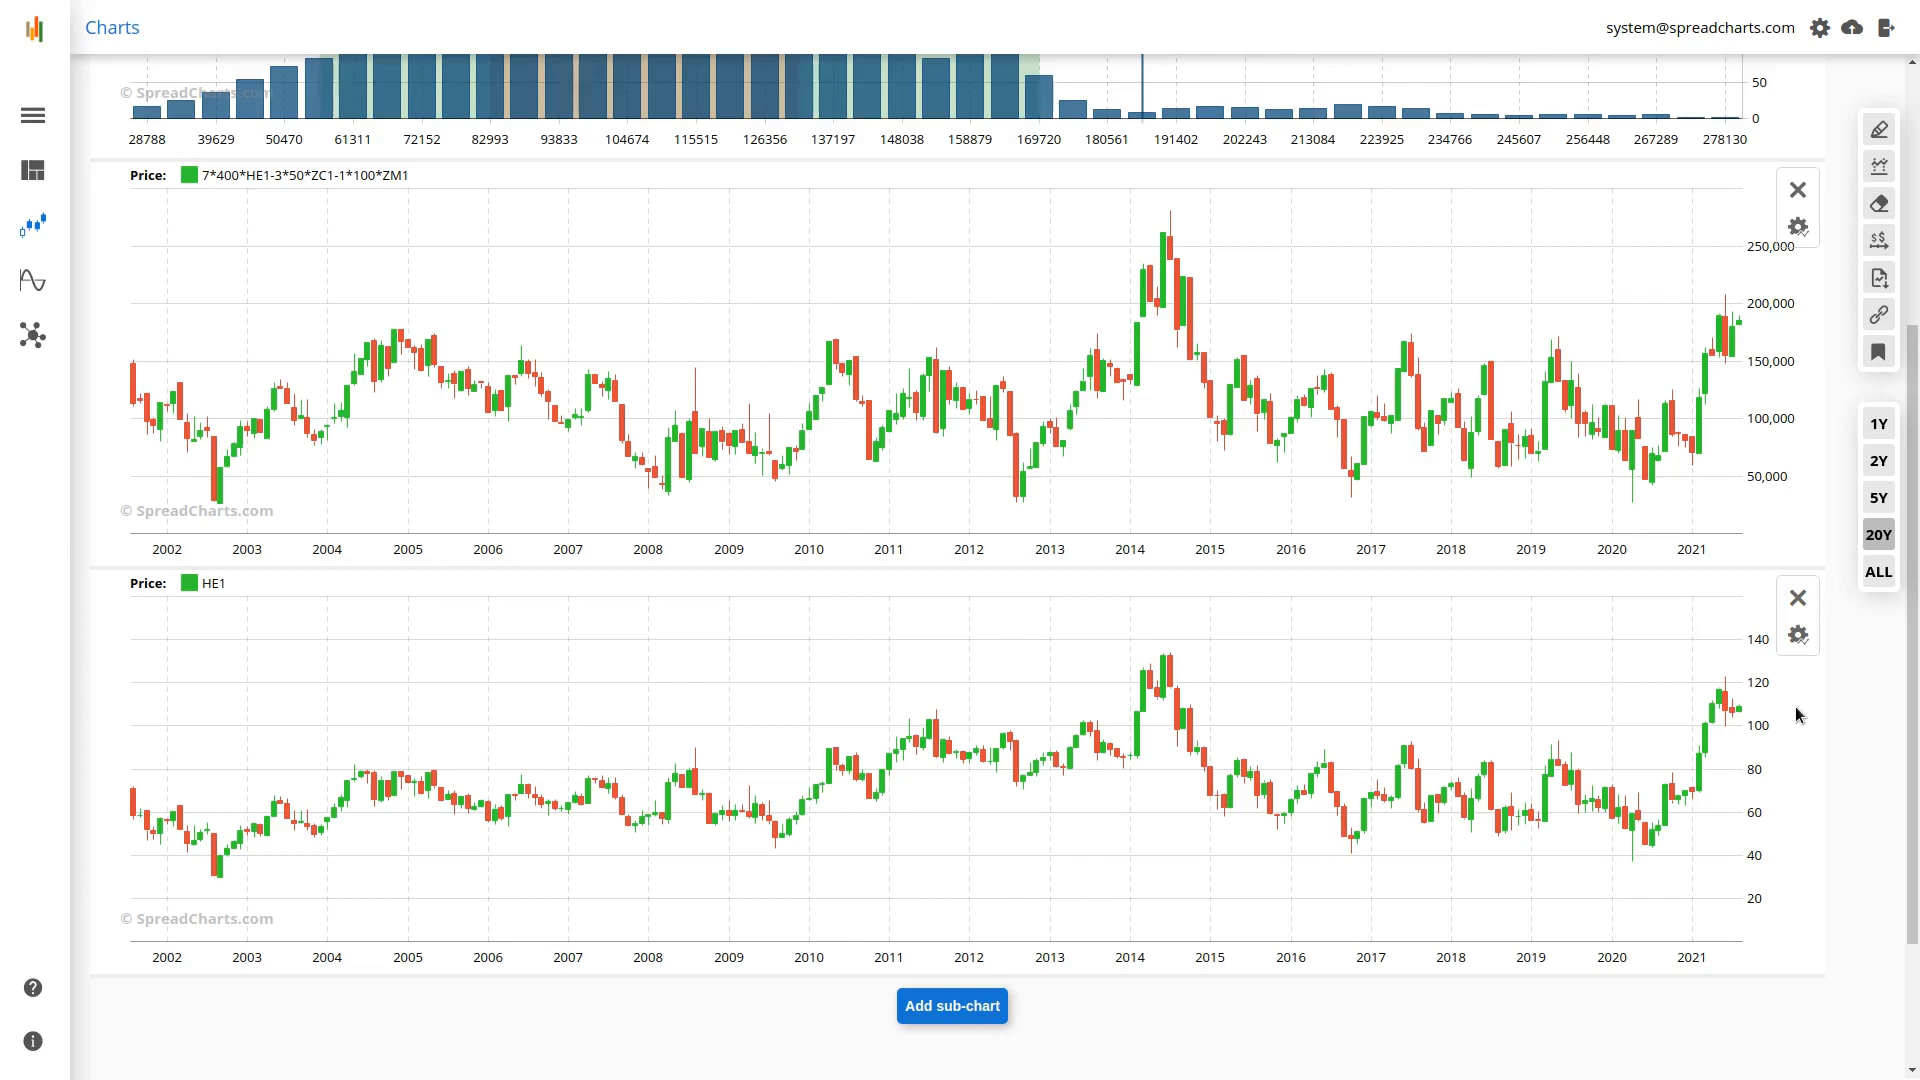 Charts
system@spreadcharts.com
© SpreadCharts.com
50
0
28788 39629 50470 61311 72152 82993 93833 104674 115515 126356 137197 148038 158879 169720 180561 191402 202243 213084 223925 234766 245607 256448 267289 278130
Price: 7*400*HE1-3*50*ZC1-1*100*ZM1
250,000
200,000
150,000
100,000
50,000
© SpreadCharts.com
2002 2003 2004 2005 2006 2007 2008 2009 2010 2011 2012 2013 2014 2015 2016 2017 2018 2019 2020 2021
Price: HE1
140
120
100
80
60
40
20
© SpreadCharts.com
2002 2003 2004 2005 2006 2007 2008 2009 2010 2011 2012 2013 2014 2015 2016 2017 2018 2019 2020 2021
Add sub-chart
$$
1Y
2Y
5Y
20Y
ALL